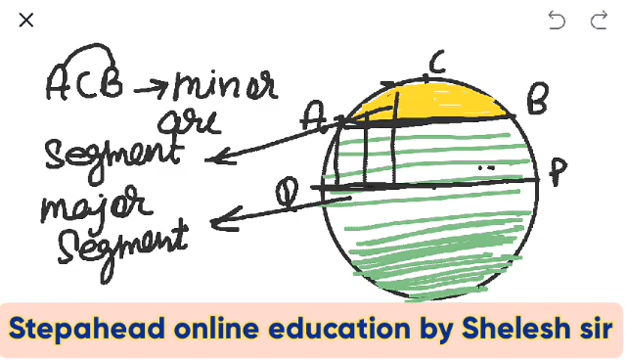 ACB → minor
arc
Segment
major
Segment
C
A
B
Q
P
Stepahead online education by Shelesh sir